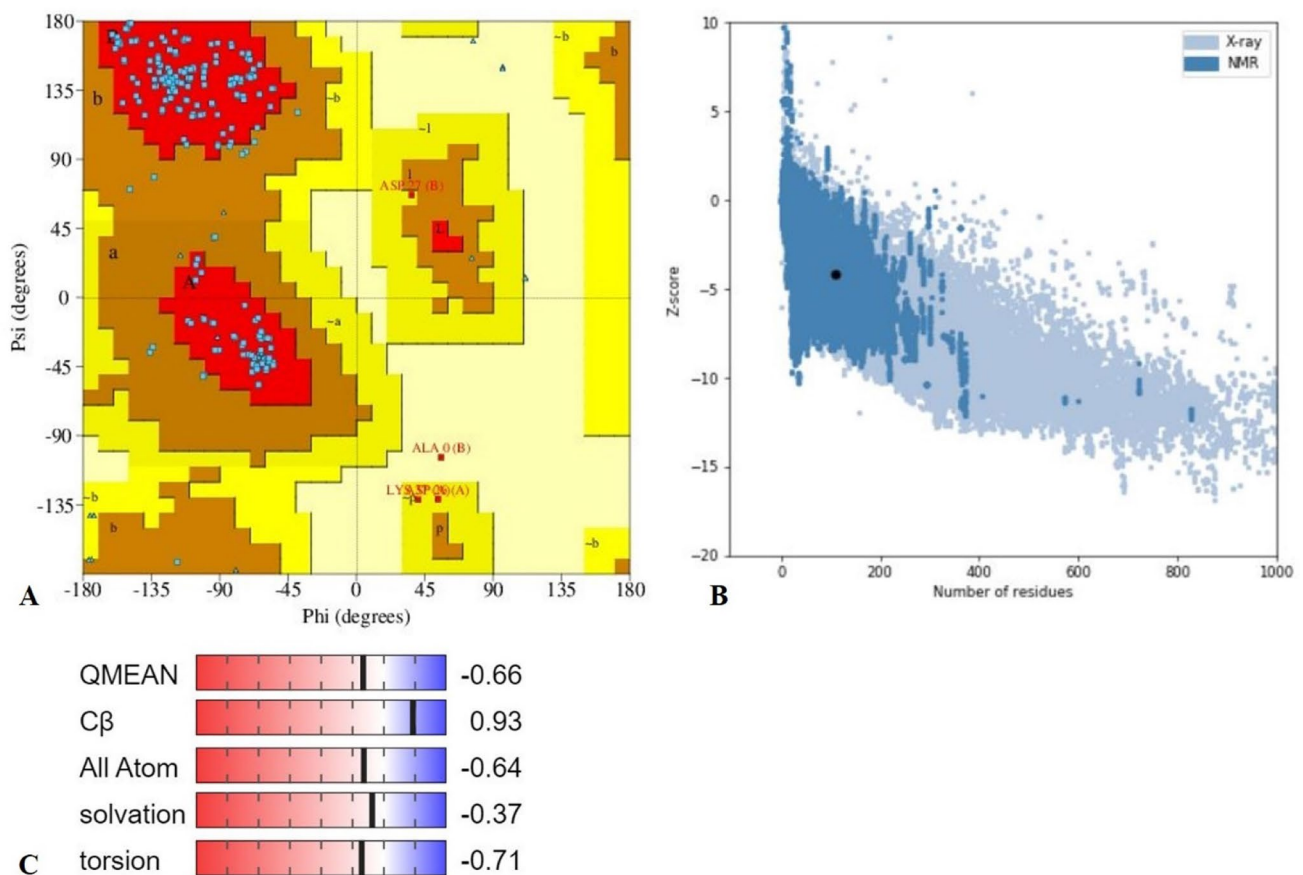 180
135
90
45
0
-45
-90
-135
Psi (degrees)
B
b
~b
~b
b
~l
l
ASP 27 (B)
L
a
A
~a
ALA 0 (B)
~b
b
~p
p
~b
-180
-135
-90
-45
0
45
90
135
180
Phi (degrees)
A
10
5
0
−5
−10
−15
−20
Z-score
X-ray
NMR
0
200
400
600
800
1000
Number of residues
B
QMEAN -0.66
Cβ 0.93
All Atom -0.64
solvation -0.37
torsion -0.71
C